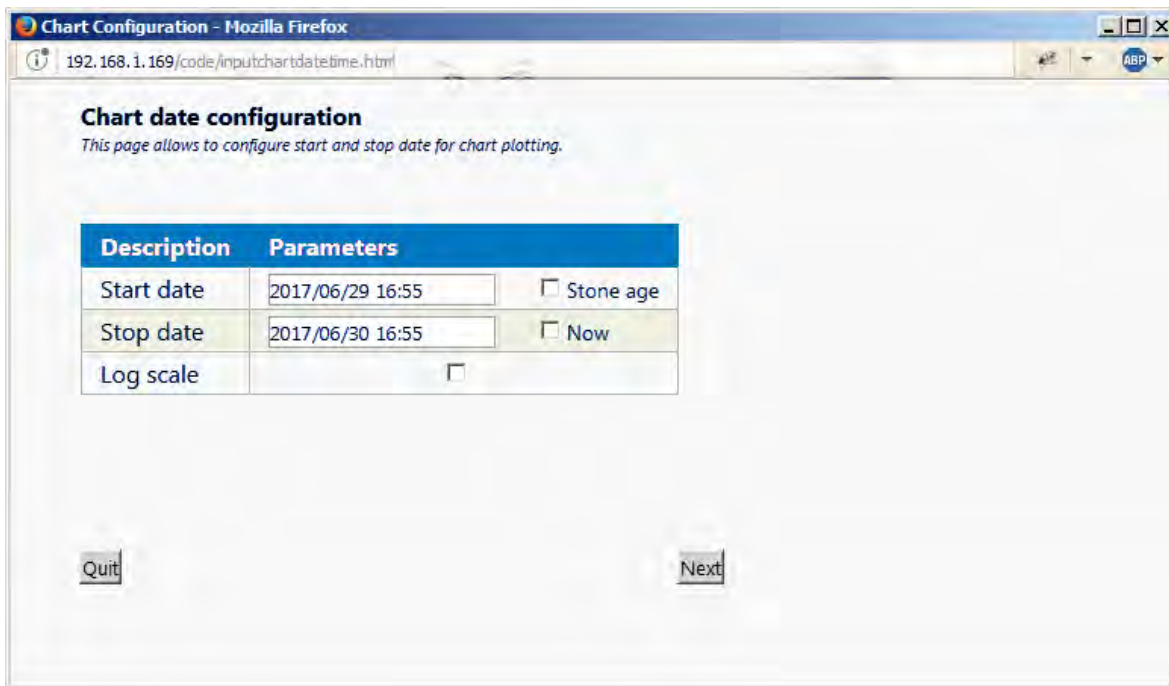 Chart Configuration - Mozilla Firefox
192.168.1.169/code/inputchartdatetime.html
ABP
Chart date configuration
This page allows to configure start and stop date for chart plotting.
Description Parameters
Start date 2017/06/29 16:55 Stone age
Stop date 2017/06/30 16:55 Now
Log scale
Quit Next